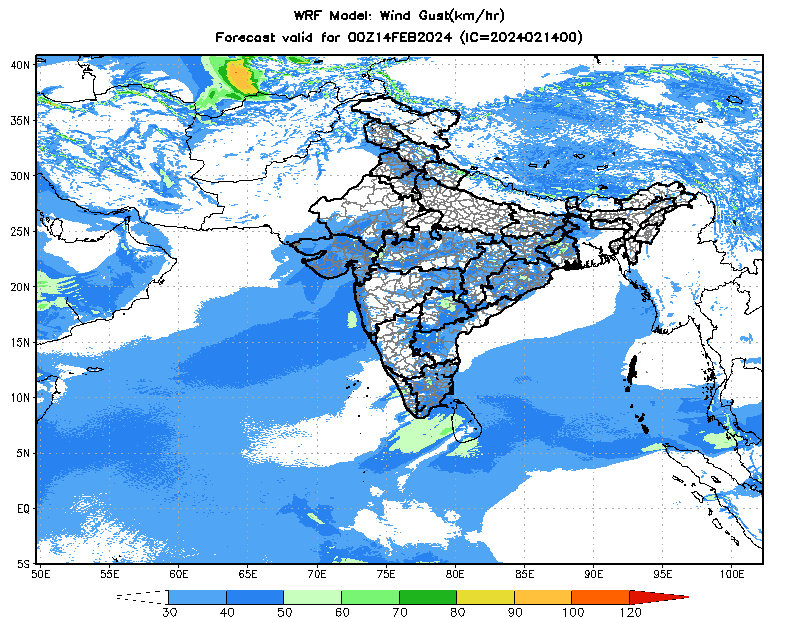 WRF Model: Wind Gust(km/hr)
Forecast valid for 00Z14FEB2024 (IC=2024021400)
40N
35N
30N
25N
20N
15N
10N
5N
EQ
5S
50E 55E 60E 65E 70E 75E 80E 85E 90E 95E 100E
30 40 50 60 70 80 90 100 120